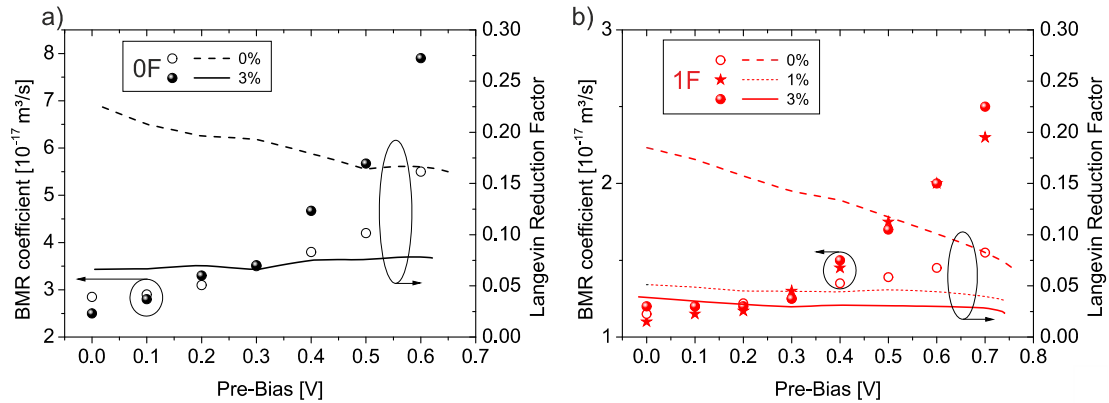 a)
0F
0%
3%
BMR coefficient [10⁻¹⁷ m³/s]
8
7
6
5
4
3
2
0.30
0.25
0.20
0.15
0.10
0.05
0.00
Langevin Reduction Factor
0.0 0.1 0.2 0.3 0.4 0.5 0.6 0.7
Pre-Bias [V]
b)
1F
0%
1%
3%
BMR coefficient [10⁻¹⁷ m³/s]
3
2
1
0.30
0.25
0.20
0.15
0.10
0.05
0.00
Langevin Reduction Factor
0.0 0.1 0.2 0.3 0.4 0.5 0.6 0.7 0.8
Pre-Bias [V]